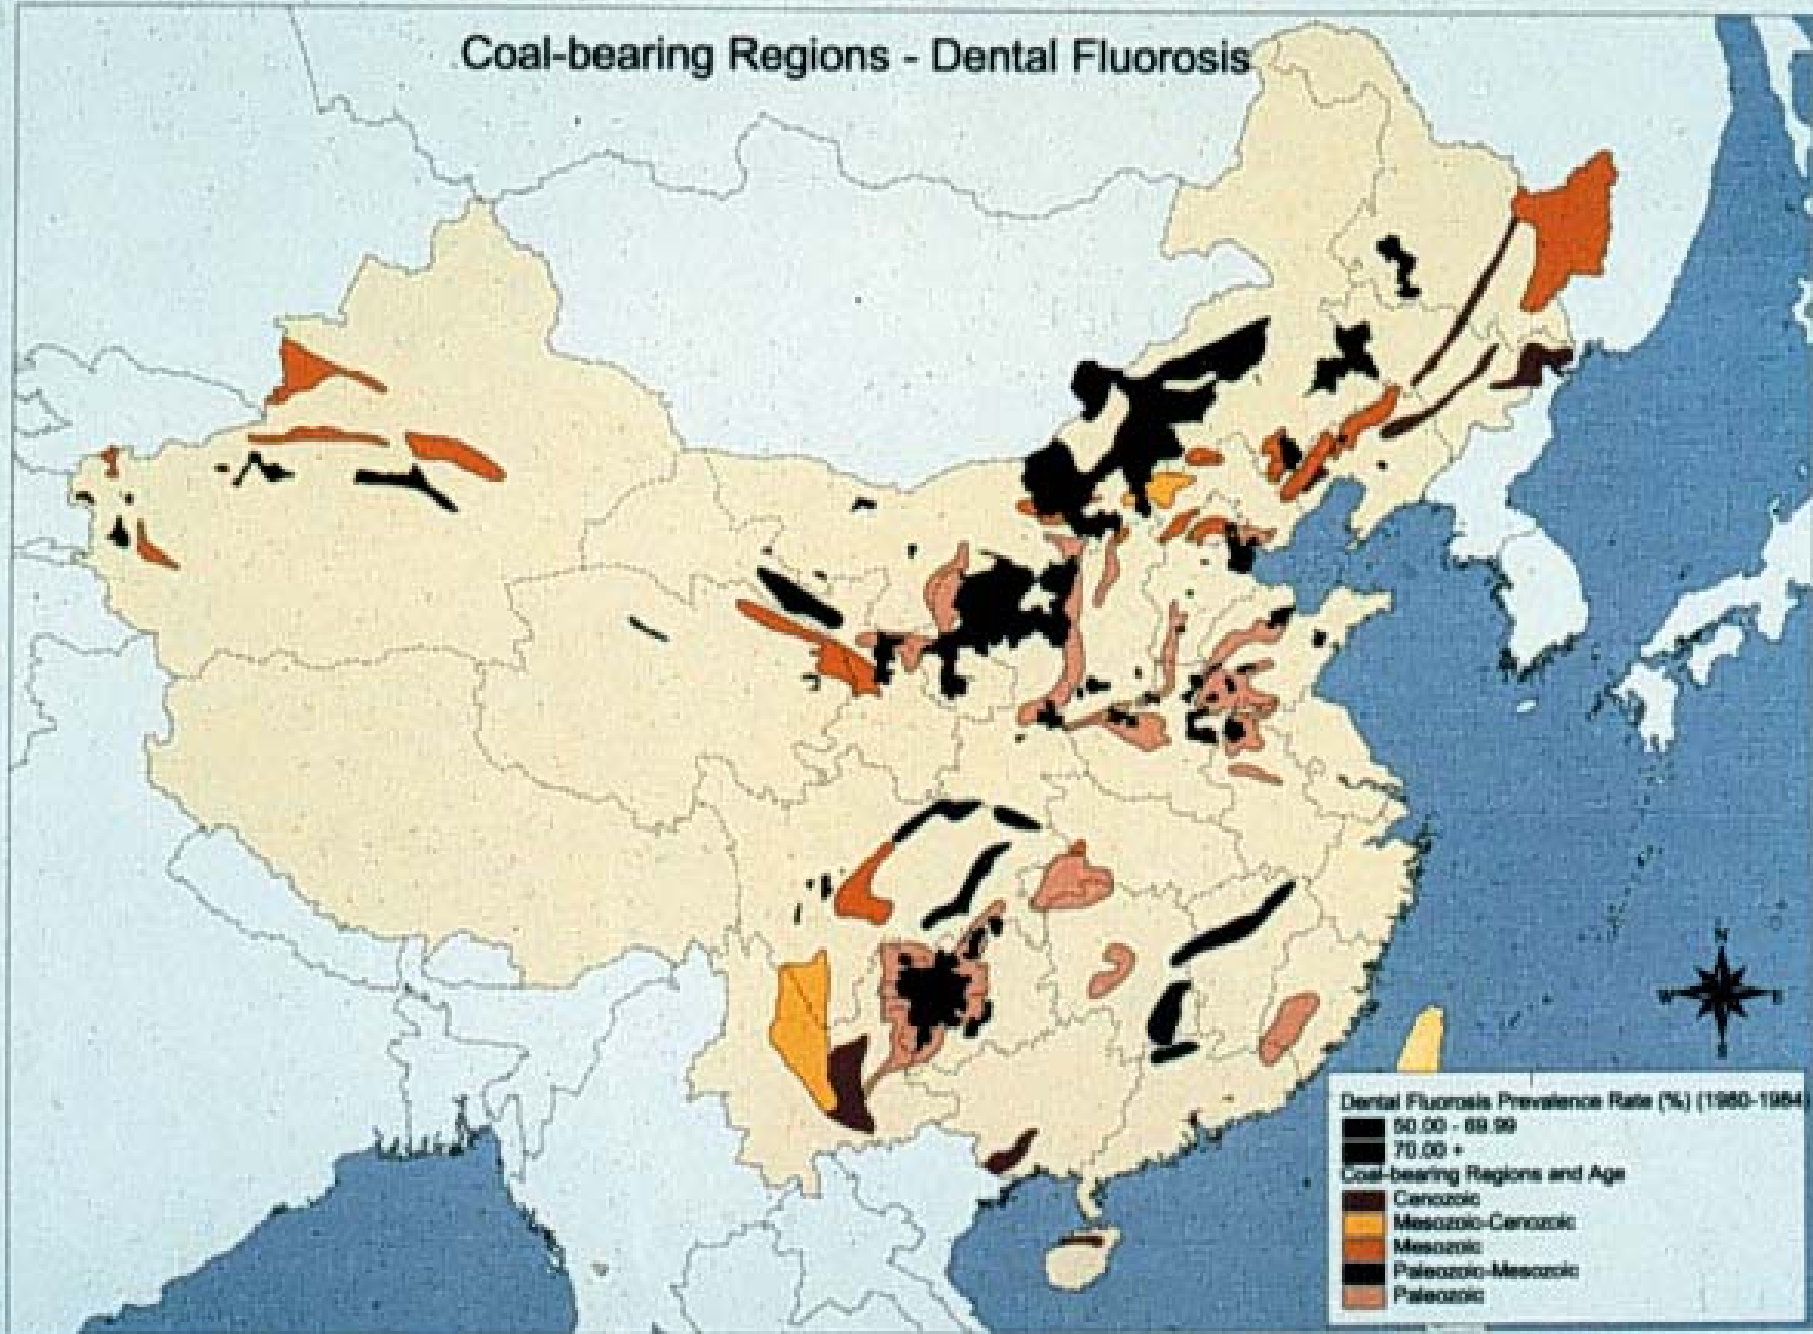 Coal-bearing Regions - Dental Fluorosis
N
W
E
S
Dental Fluorosis Prevalence Rate (%) (1980-1984)
50.00 - 69.99
70.00 +
Coal-bearing Regions and Age
Cenozoic
Mesozoic-Cenozoic
Mesozoic
Paleozoic-Mesozoic
Paleozoic